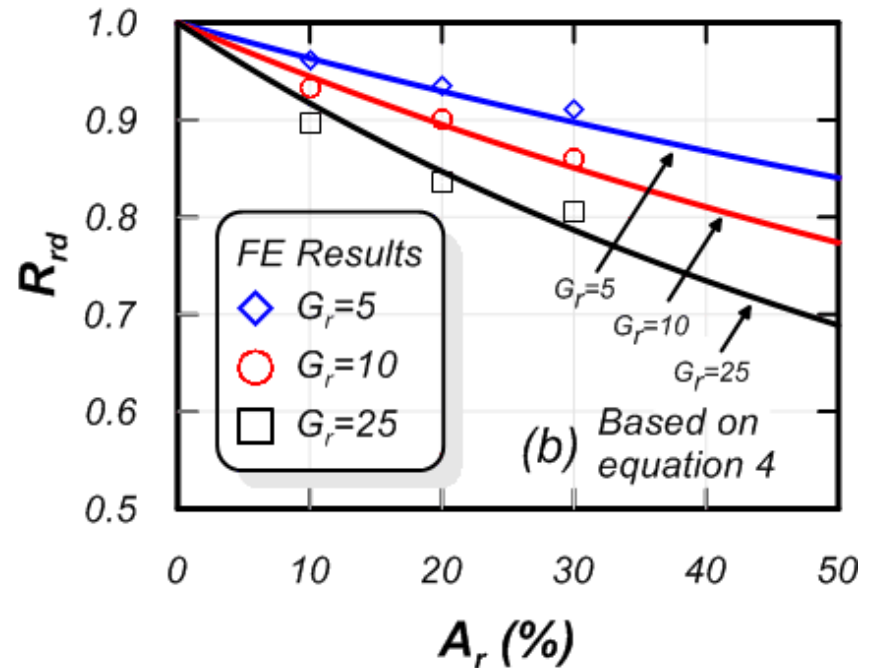 1.0
0.9
0.8
0.7
0.6
0.5
R_rd
FE Results
G_r=5
G_r=10
G_r=25
G_r=5
G_r=10
G_r=25
(b) Based on
equation 4
0 10 20 30 40 50
A_r (%)